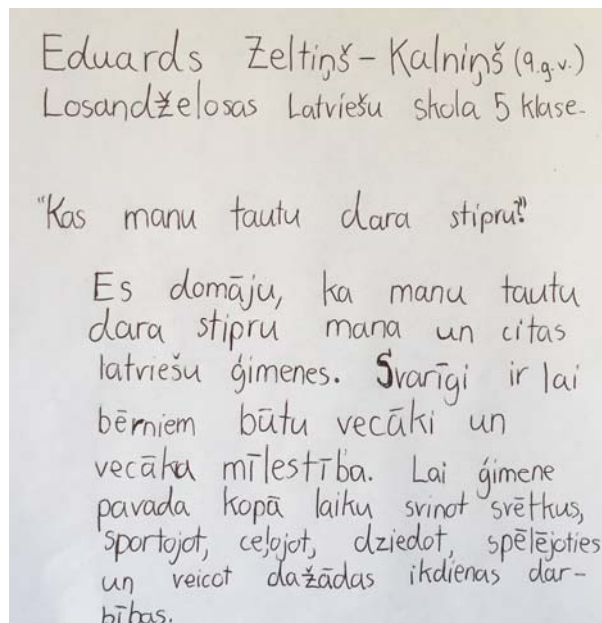 Eduards Zeltiņš-Kalniņš (9.g.v.)
Losandželosas Latviešu skola 5 klase.
"Kas manu tautu dara stipru?"
Es domāju, ka manu tautu
dara stipru mana un citas
latviešu ģimenes. Svarīgi ir lai
bērniem būtu vecāki un
vecāka mīlestība. Lai ģimene
pavada kopā laiku svinot svētkus,
sportojot, ceļojot, dziedot, spēlējoties
un veicot dažādas ikdienas dar-
bības.